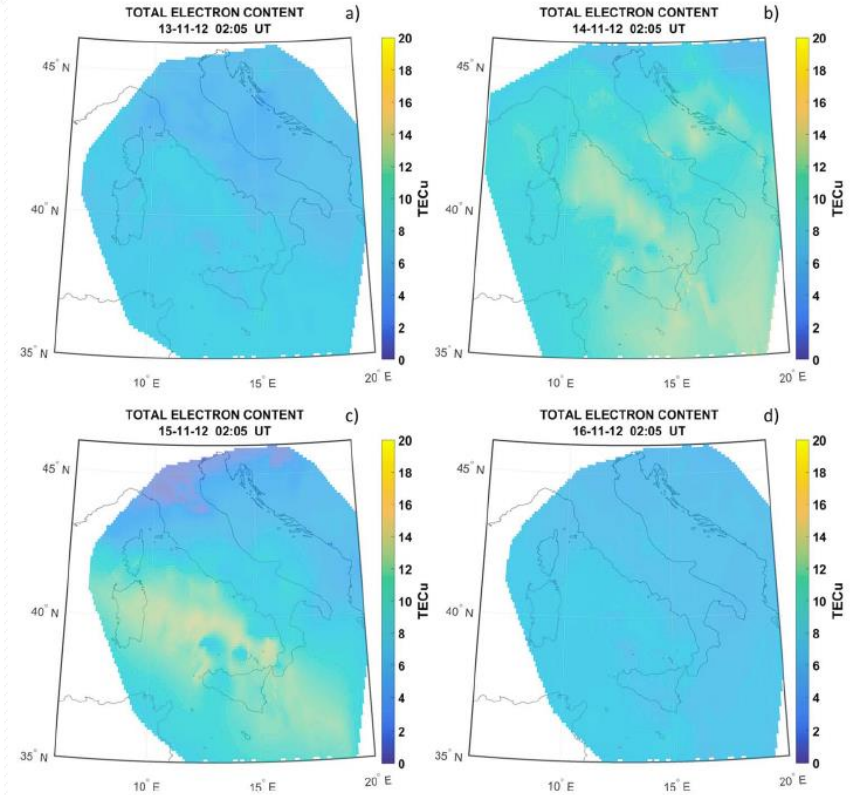 TOTAL ELECTRON CONTENT
13-11-12 02:05 UT
a)
45° N
40° N
35° N
10° E
15° E
20° E
20
18
16
14
12
10
8
6
4
2
0
TECu
TOTAL ELECTRON CONTENT
14-11-12 02:05 UT
b)
45° N
40° N
35° N
10° E
15° E
20° E
20
18
16
14
12
10
8
6
4
2
0
TECu
TOTAL ELECTRON CONTENT
15-11-12 02:05 UT
c)
45° N
40° N
35° N
10° E
15° E
20° E
20
18
16
14
12
10
8
6
4
2
0
TECu
TOTAL ELECTRON CONTENT
16-11-12 02:05 UT
d)
45° N
40° N
35° N
10° E
15° E
20° E
20
18
16
14
12
10
8
6
4
2
0
TECu